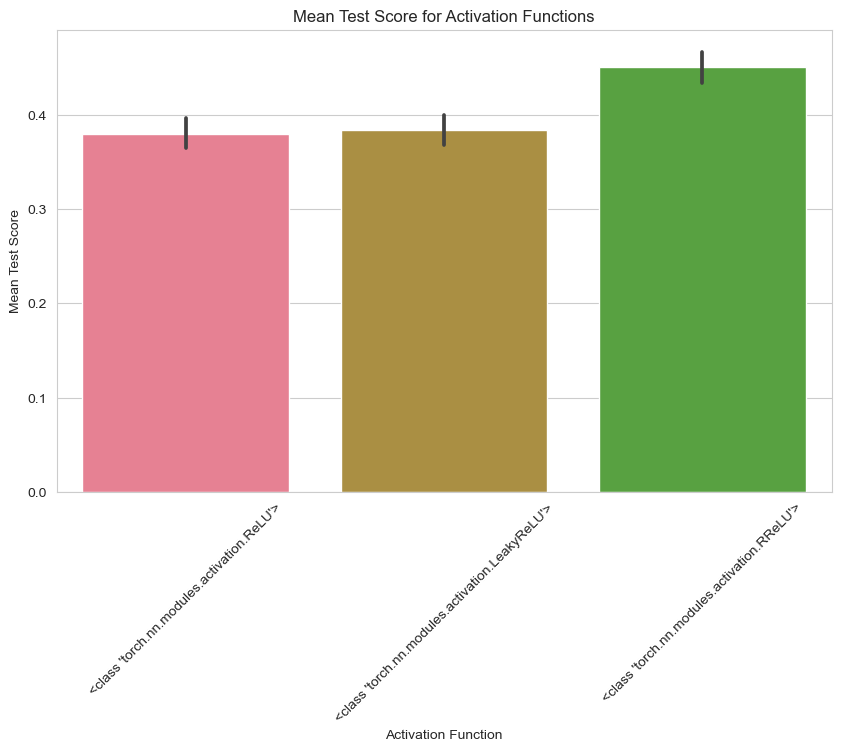 Mean Test Score for Activation Functions
Mean Test Score
0.4
0.3
0.2
0.1
0.0
<class 'torch.nn.modules.activation.ReLU'>
<class 'torch.nn.modules.activation.LeakyReLU'>
<class 'torch.nn.modules.activation.RReLU'>
Activation Function